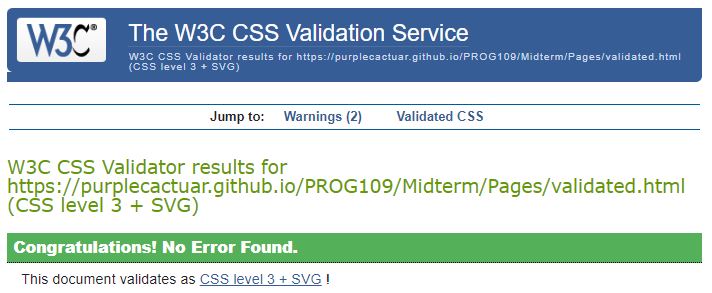 W3C®
The W3C CSS Validation Service
W3C CSS Validator results for https://purplecactuar.github.io/PROG109/Midterm/Pages/validated.html
(CSS level 3 + SVG)
Jump to: Warnings (2) Validated CSS
W3C CSS Validator results for
https://purplecactuar.github.io/PROG109/Midterm/Pages/validated.html
(CSS level 3 + SVG)
Congratulations! No Error Found.
This document validates as CSS level 3 + SVG !